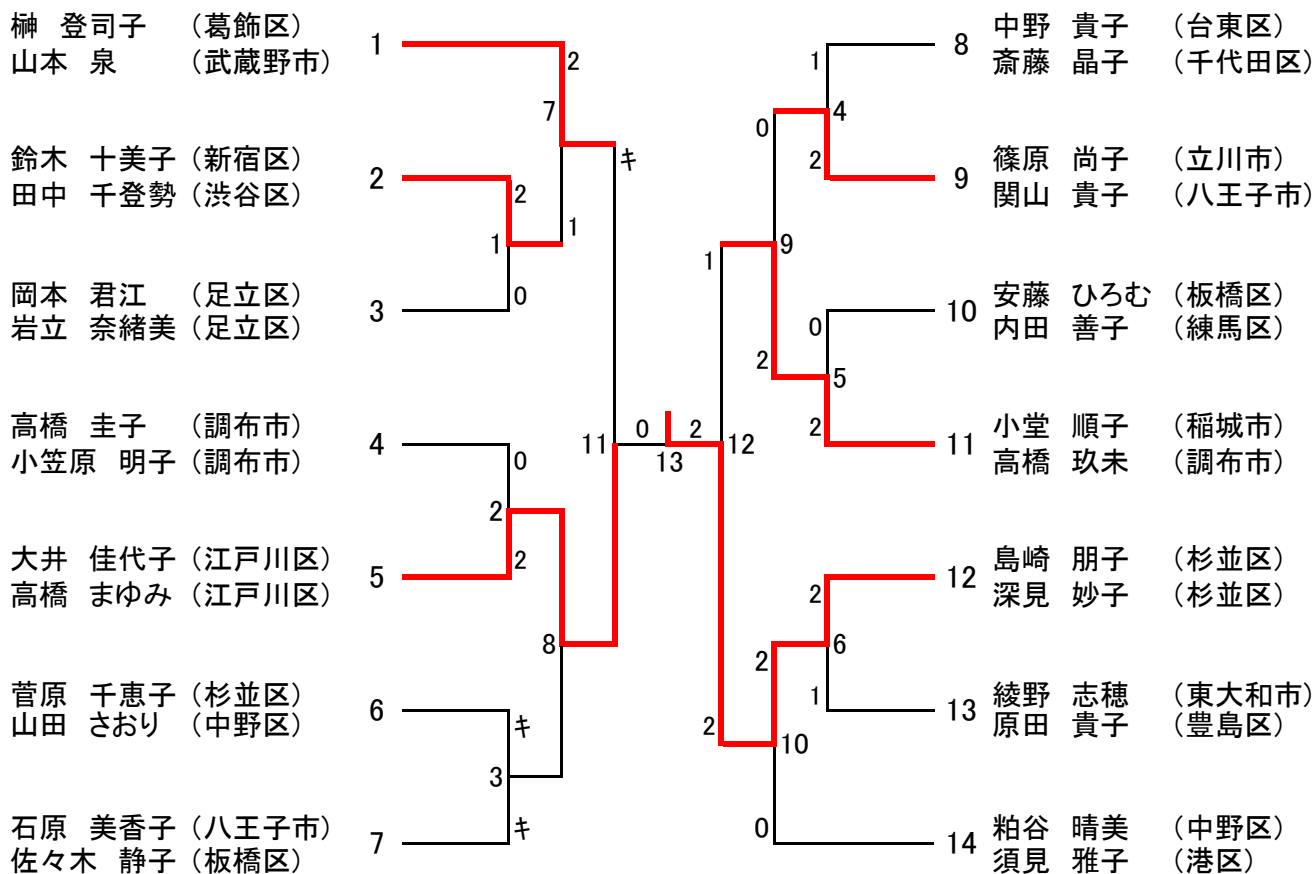 榊 登司子 (葛飾区)
山本 泉 (武蔵野市)
1
鈴木 十美子 (新宿区)
田中 千登勢 (渋谷区)
2
岡本 君江 (足立区)
岩立 奈緒美 (足立区)
3
高橋 圭子 (調布市)
小笠原 明子 (調布市)
4
大井 佳代子 (江戸川区)
高橋 まゆみ (江戸川区)
5
菅原 千恵子 (杉並区)
山田 さおり (中野区)
6
石原 美香子 (八王子市)
佐々木 静子 (板橋区)
7
2
7
キ
2
1
1
0
0
2
2
8
キ
3
キ
11
0
2
13
12
1
2
1
4
0
2
9
0
2
5
2
2
6
2
1
10
0
8
中野 貴子 (台東区)
斎藤 晶子 (千代田区)
9
篠原 尚子 (立川市)
関山 貴子 (八王子市)
10
安藤 ひろむ (板橋区)
内田 善子 (練馬区)
11
小堂 順子 (稲城市)
高橋 玖未 (調布市)
12
島崎 朋子 (杉並区)
深見 妙子 (杉並区)
13
綾野 志穂 (東大和市)
原田 貴子 (豊島区)
14
粕谷 晴美 (中野区)
須見 雅子 (港区)